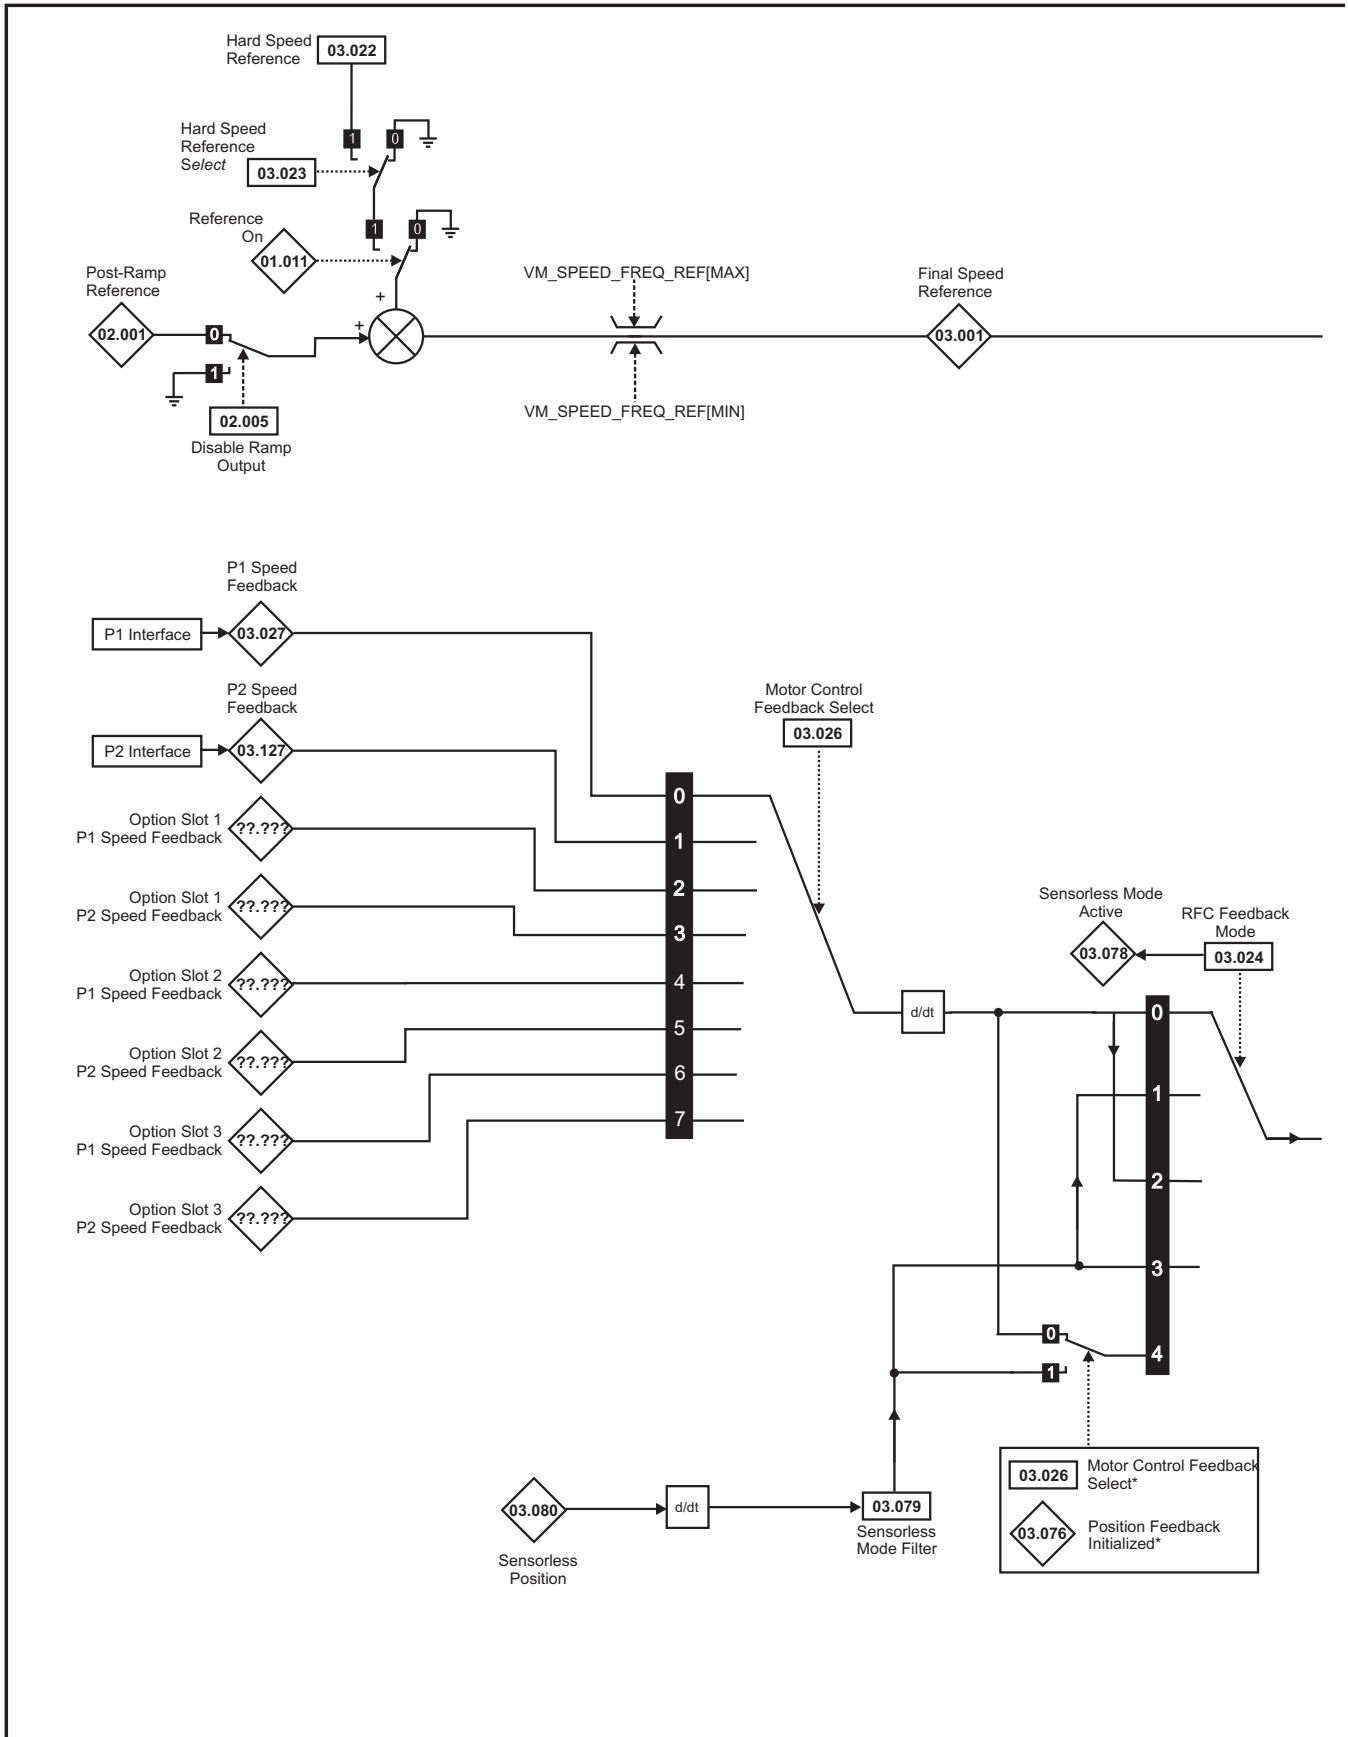 Hard Speed
Reference
03.022
1
0
Hard Speed
Reference
Select
03.023
Reference
On
01.011
1
0
Post-Ramp
Reference
02.001
0
1
+
+
02.005
Disable Ramp
Output
VM_SPEED_FREQ_REF[MAX]
VM_SPEED_FREQ_REF[MIN]
Final Speed
Reference
03.001
P1 Speed
Feedback
P1 Interface
03.027
P2 Speed
Feedback
P2 Interface
03.127
Option Slot 1
P1 Speed Feedback
??.???
Option Slot 1
P2 Speed Feedback
??.???
Option Slot 2
P1 Speed Feedback
??.???
Option Slot 2
P2 Speed Feedback
??.???
Option Slot 3
P1 Speed Feedback
??.???
Option Slot 3
P2 Speed Feedback
??.???
0
1
2
3
4
5
6
7
Motor Control
Feedback Select
03.026
d/dt
Sensorless Mode
Active
03.078
RFC Feedback
Mode
03.024
0
1
2
3
4
0
1
03.026
Motor Control Feedback
Select*
03.076
Position Feedback
Initialized*
03.080
Sensorless
Position
d/dt
03.079
Sensorless
Mode Filter